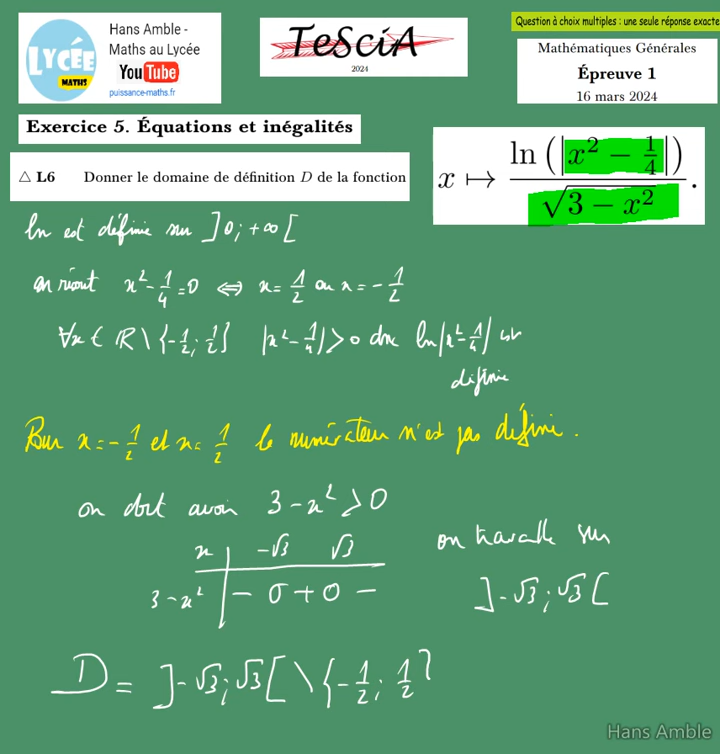 Hans Amble -
Maths au Lycée
YouTube
puissance-maths.fr
LYCÉE
MATHS
TeSciA
2024
Question à choix multiples : une seule réponse exacte
Mathématiques Générales
Épreuve 1
16 mars 2024
Exercice 5. Équations et inégalités
△ L6 Donner le domaine de définition D de la fonction
x ↦ ln(|x² − 1/4|) / √(3 − x²).
ln est définie sur ]0; +∞[
on résout x² - 1/4 = 0 ⇔ x = 1/2 ou x = -1/2
∀x ∈ ℝ \ {-1/2; 1/2} |x² - 1/4| > 0 donc ln|x² - 1/4| est
définie
Pour x = -1/2 et x = 1/2 le numérateur n'est pas défini.
on doit avoir 3 - x² > 0
x | -√3 √3
3 - x² | - 0 + 0 -
on travaille sur
]-√3; √3[
D = ]-√3; √3[ \ {-1/2; 1/2}
Hans Amble